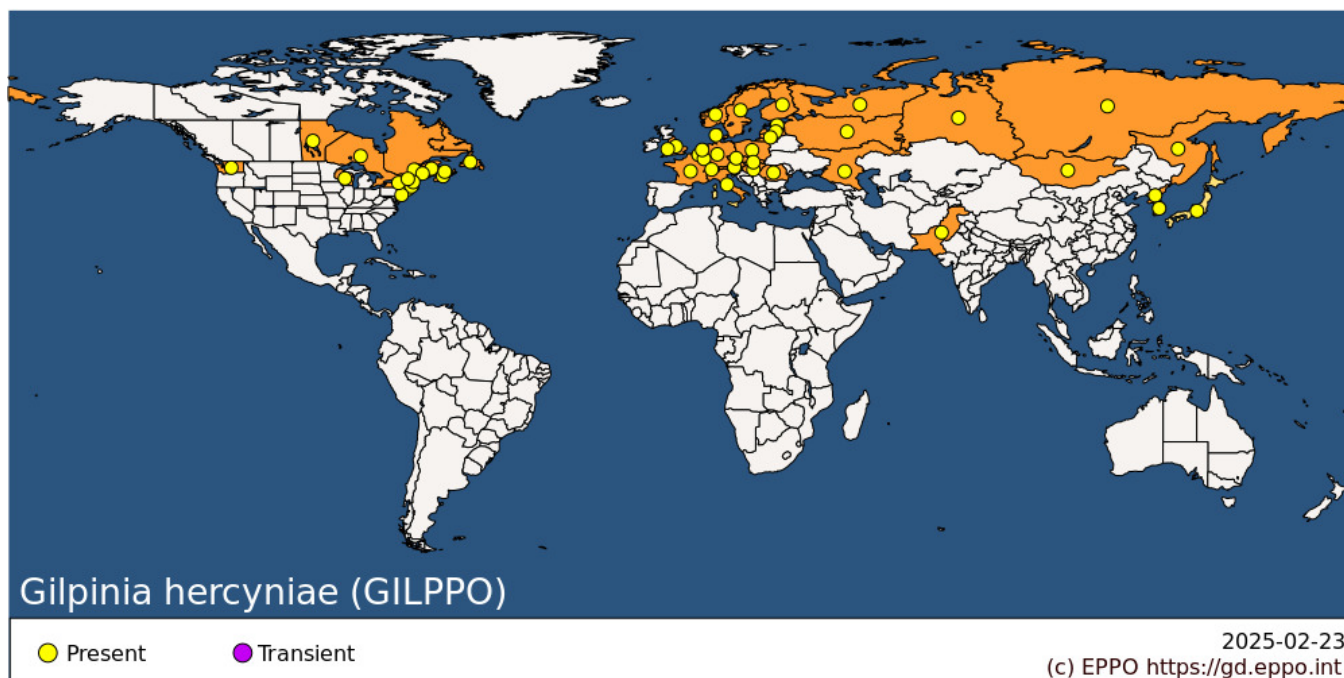 Gilpinia hercyniae (GILPPO)
Present
Transient
2025-02-23
(c) EPPO https://gd.eppo.int